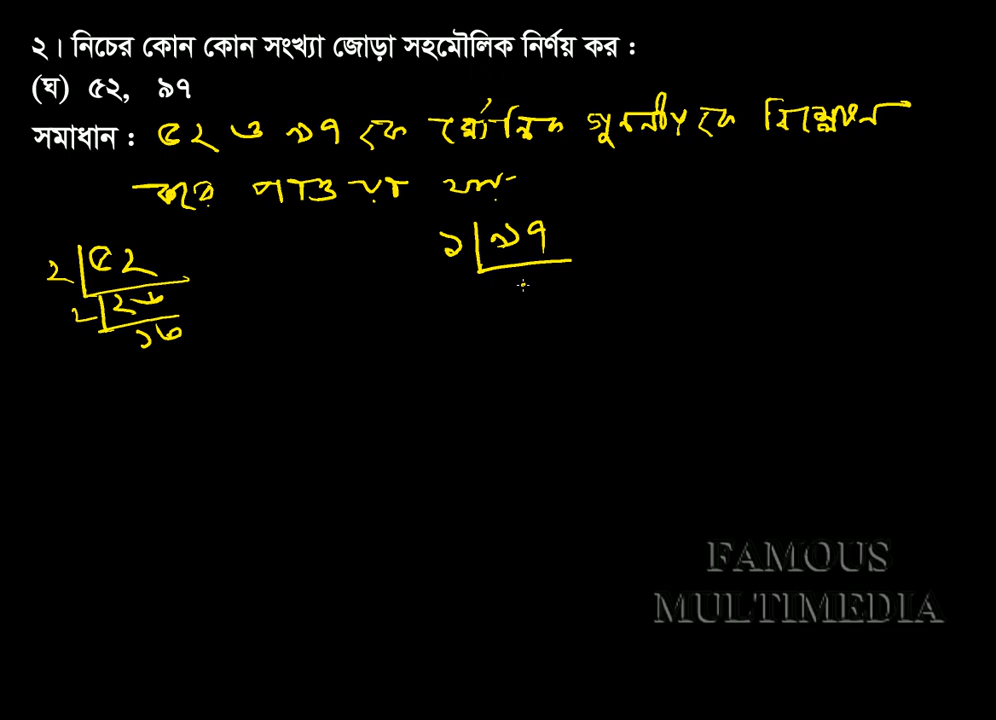 ২। নিচের কোন কোন সংখ্যা জোড়া সহমৌলিক নির্ণয় কর :
(ঘ) ৫২, ৯৭
সমাধান : ৫২ ও ৯৭ কে মৌলিক গুননীয়কে বিশ্লেষণ
করে পাওয়া যায়
২ ৫২
২ ২৬
১৩
১ ৯৭
FAMOUS
MULTIMEDIA